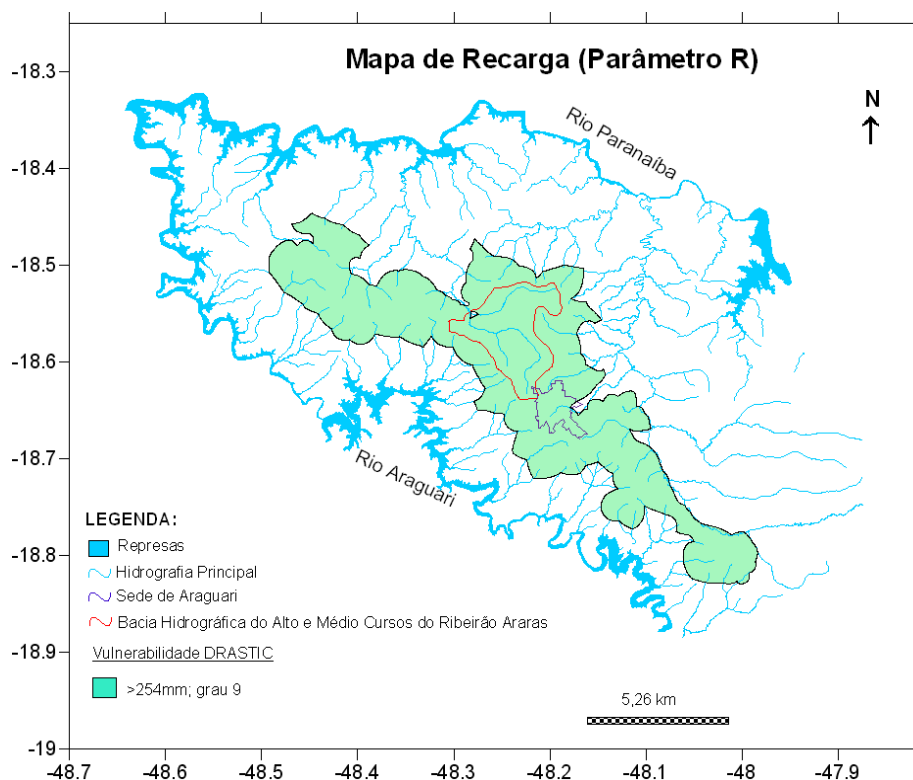 Mapa de Recarga (Parâmetro R)
N
Rio Paranaíba
Rio Araguari
LEGENDA:
Represas
Hidrografia Principal
Sede de Araguari
Bacia Hidrográfica do Alto e Médio Cursos do Ribeirão Araras
Vulnerabilidade DRASTIC
>254mm; grau 9
5,26 km
-18.3
-18.4
-18.5
-18.6
-18.7
-18.8
-18.9
-19
-48.7
-48.6
-48.5
-48.4
-48.3
-48.2
-48.1
-48
-47.9